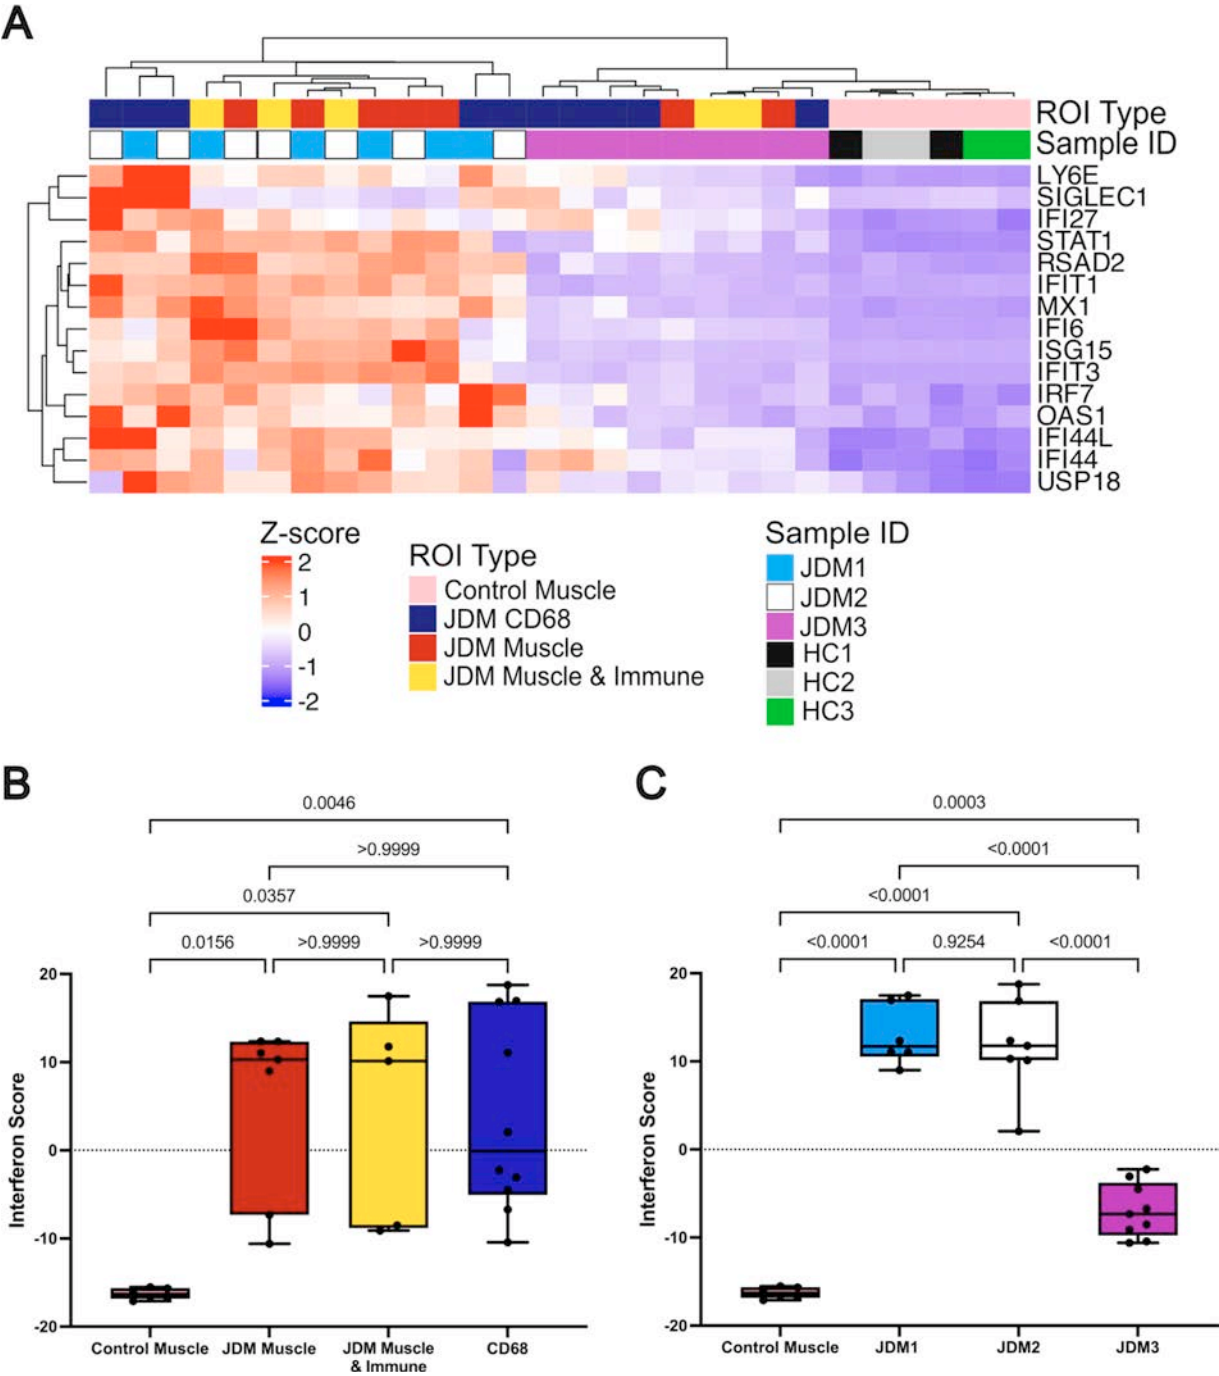 A
ROI Type
Sample ID
LY6E
SIGLEC1
IFI27
STAT1
RSAD2
IFIT1
MX1
IFI6
ISG15
IFIT3
IRF7
OAS1
IFI44L
IFI44
USP18
Z-score
2
1
0
-1
-2
ROI Type
Control Muscle
JDM CD68
JDM Muscle
JDM Muscle & Immune
Sample ID
JDM1
JDM2
JDM3
HC1
HC2
HC3
B
0.0046
>0.9999
0.0357
0.0156 >0.9999 >0.9999
Interferon Score
20
10
0
-10
-20
Control Muscle JDM Muscle JDM Muscle & Immune CD68
C
0.0003
<0.0001
<0.0001
<0.0001 0.9254 <0.0001
Interferon Score
20
10
0
-10
-20
Control Muscle JDM1 JDM2 JDM3